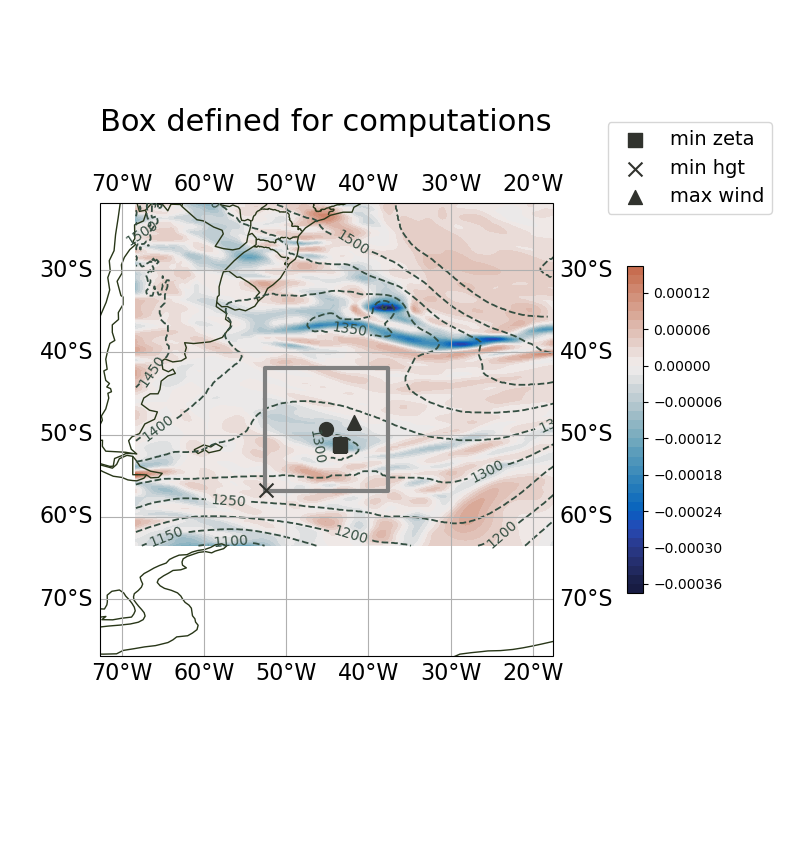 Box defined for computations
min zeta
min hgt
max wind
70°W 60°W 50°W 40°W 30°W 20°W
1500
1500
30°S 30°S
0.00012
1350
0.00006
40°S 40°S
0.00000
1450
−0.00006
1400
13
50°S 50°S
1300
−0.00012
1300
−0.00018
1250
60°S 60°S
−0.00024
1150 1100 1200 1200
−0.00030
70°S 70°S
−0.00036
70°W 60°W 50°W 40°W 30°W 20°W